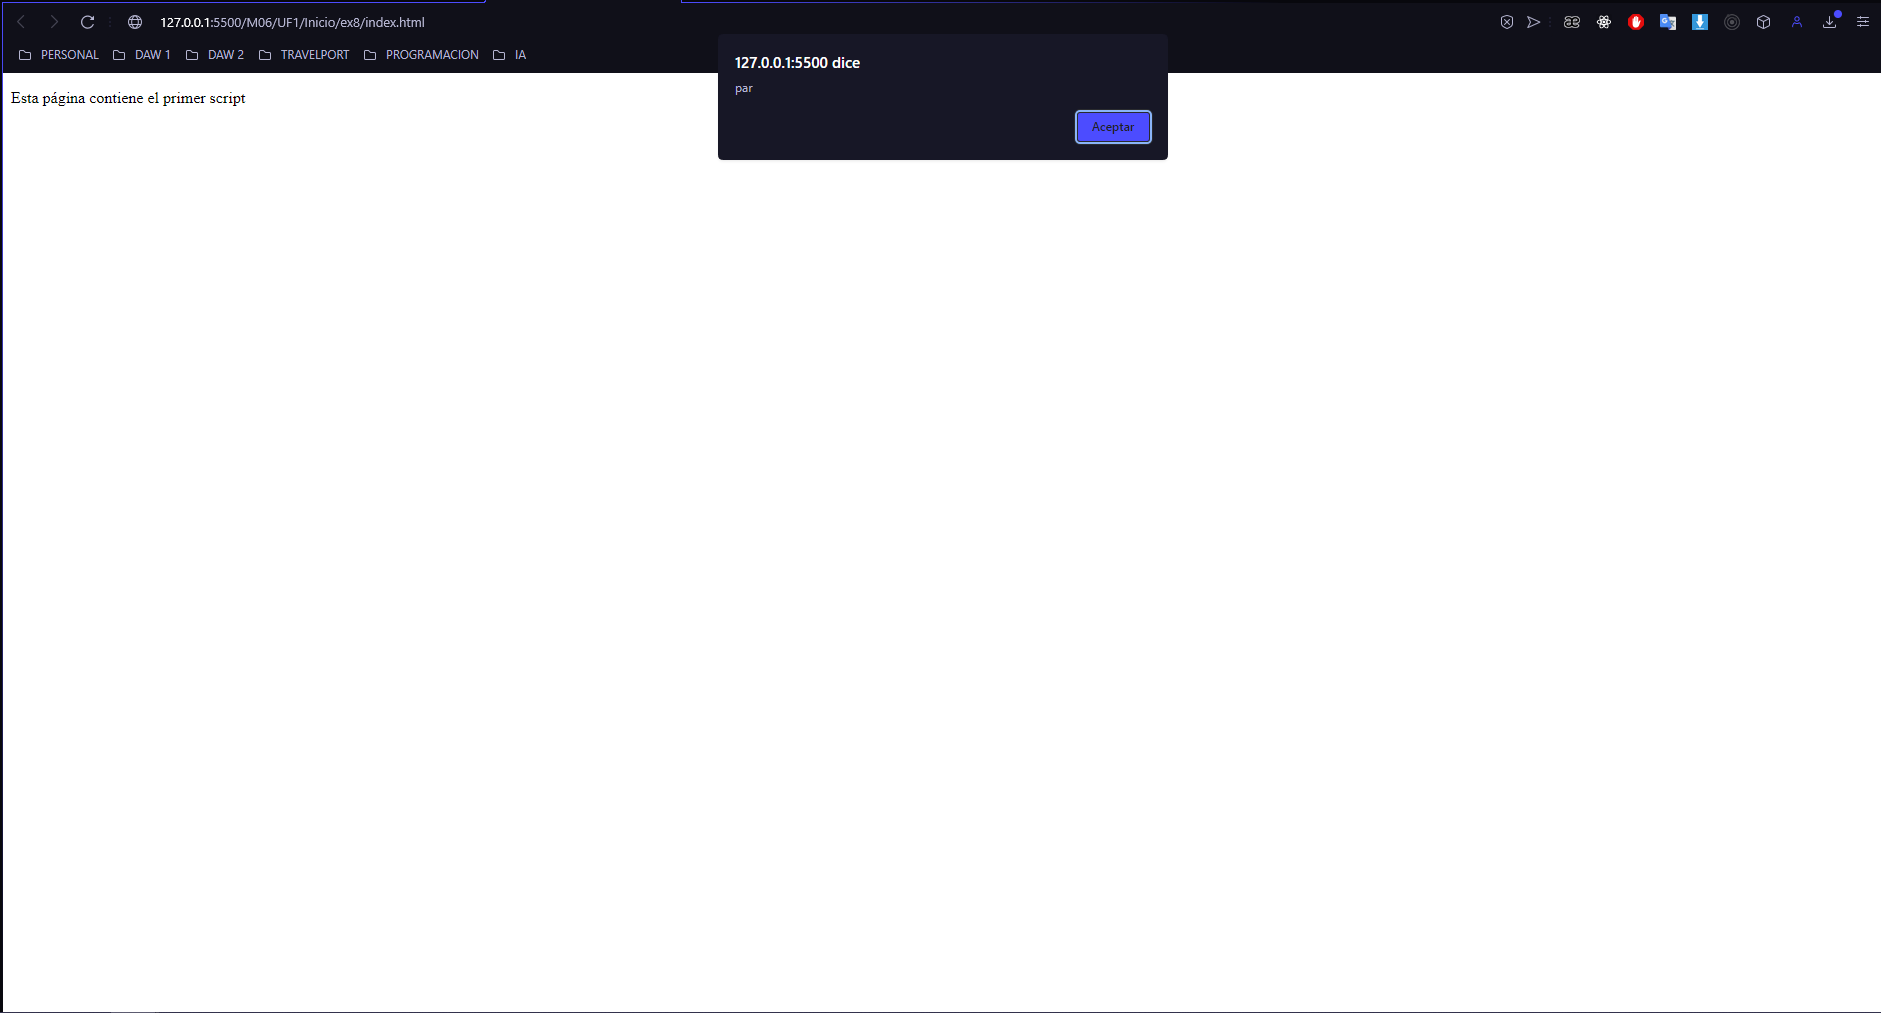 127.0.0.1:5500/M06/UF1/Inicio/ex8/index.html
PERSONAL DAW 1 DAW 2 TRAVELPORT PROGRAMACION IA
127.0.0.1:5500 dice
par
Aceptar
Esta página contiene el primer script